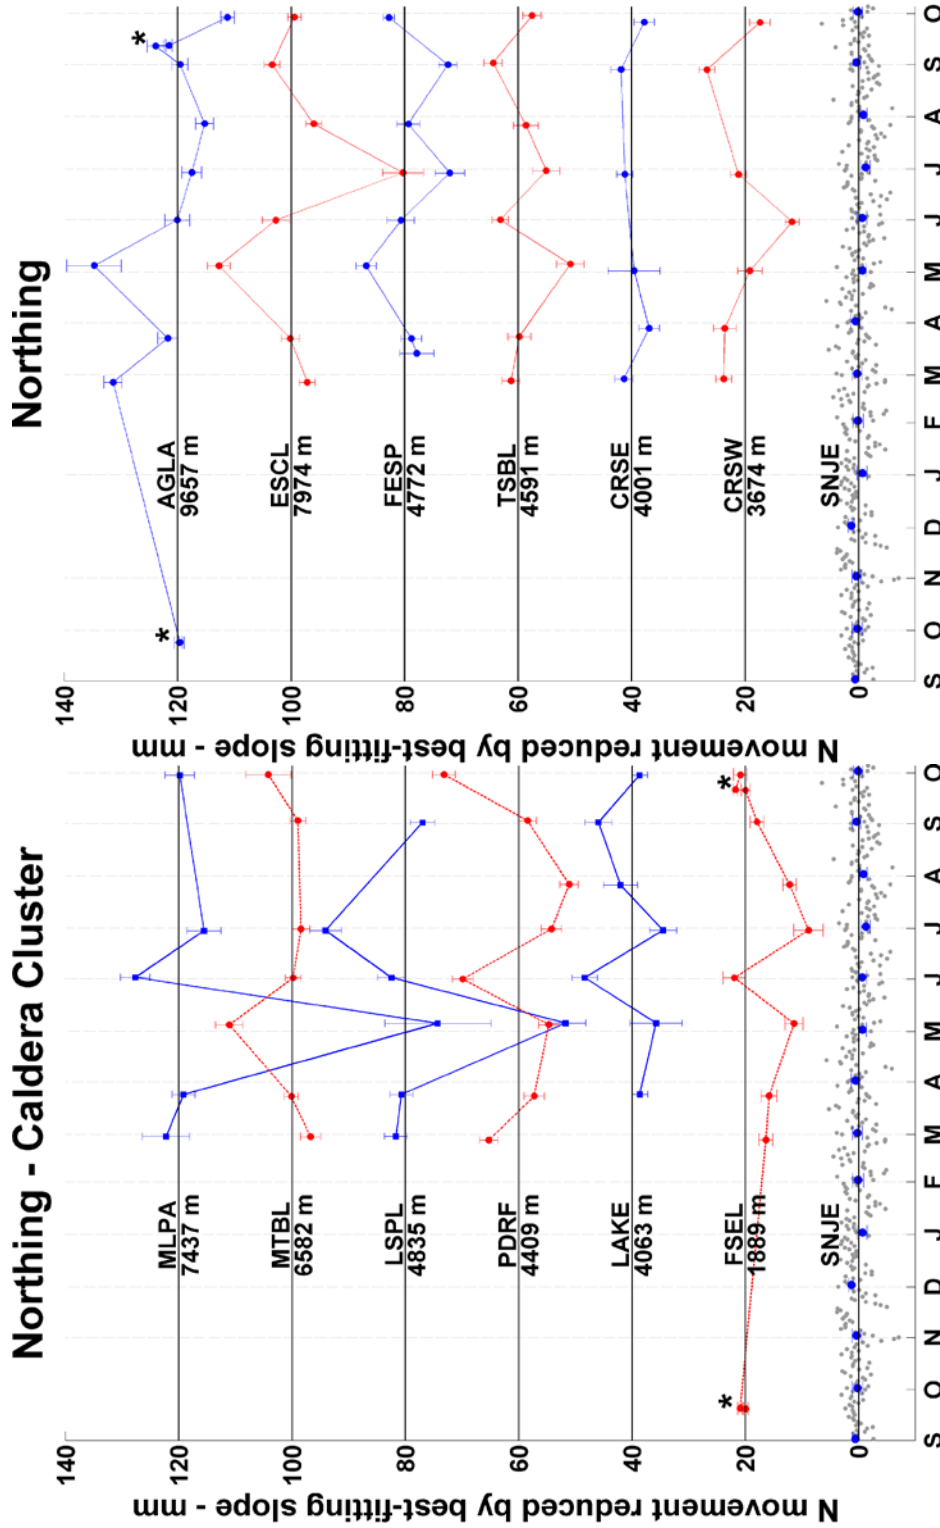 Northing - Caldera Cluster
N movement reduced by best-fitting slope - mm
140
120
100
80
60
40
20
0
MLPA
7437 m
MTBL
6582 m
LSPL
4835 m
PDRF
4409 m
LAKE
4063 m
FSEL
1889 m
SNJE
*
*
S O N D J F M A M J J A S O
Northing
N movement reduced by best-fitting slope - mm
140
120
100
80
60
40
20
0
AGLA
9657 m
ESCL
7974 m
FESP
4772 m
TSBL
4591 m
CRSE
4001 m
CRSW
3674 m
SNJE
*
*
S O N D J F M A M J J A S O